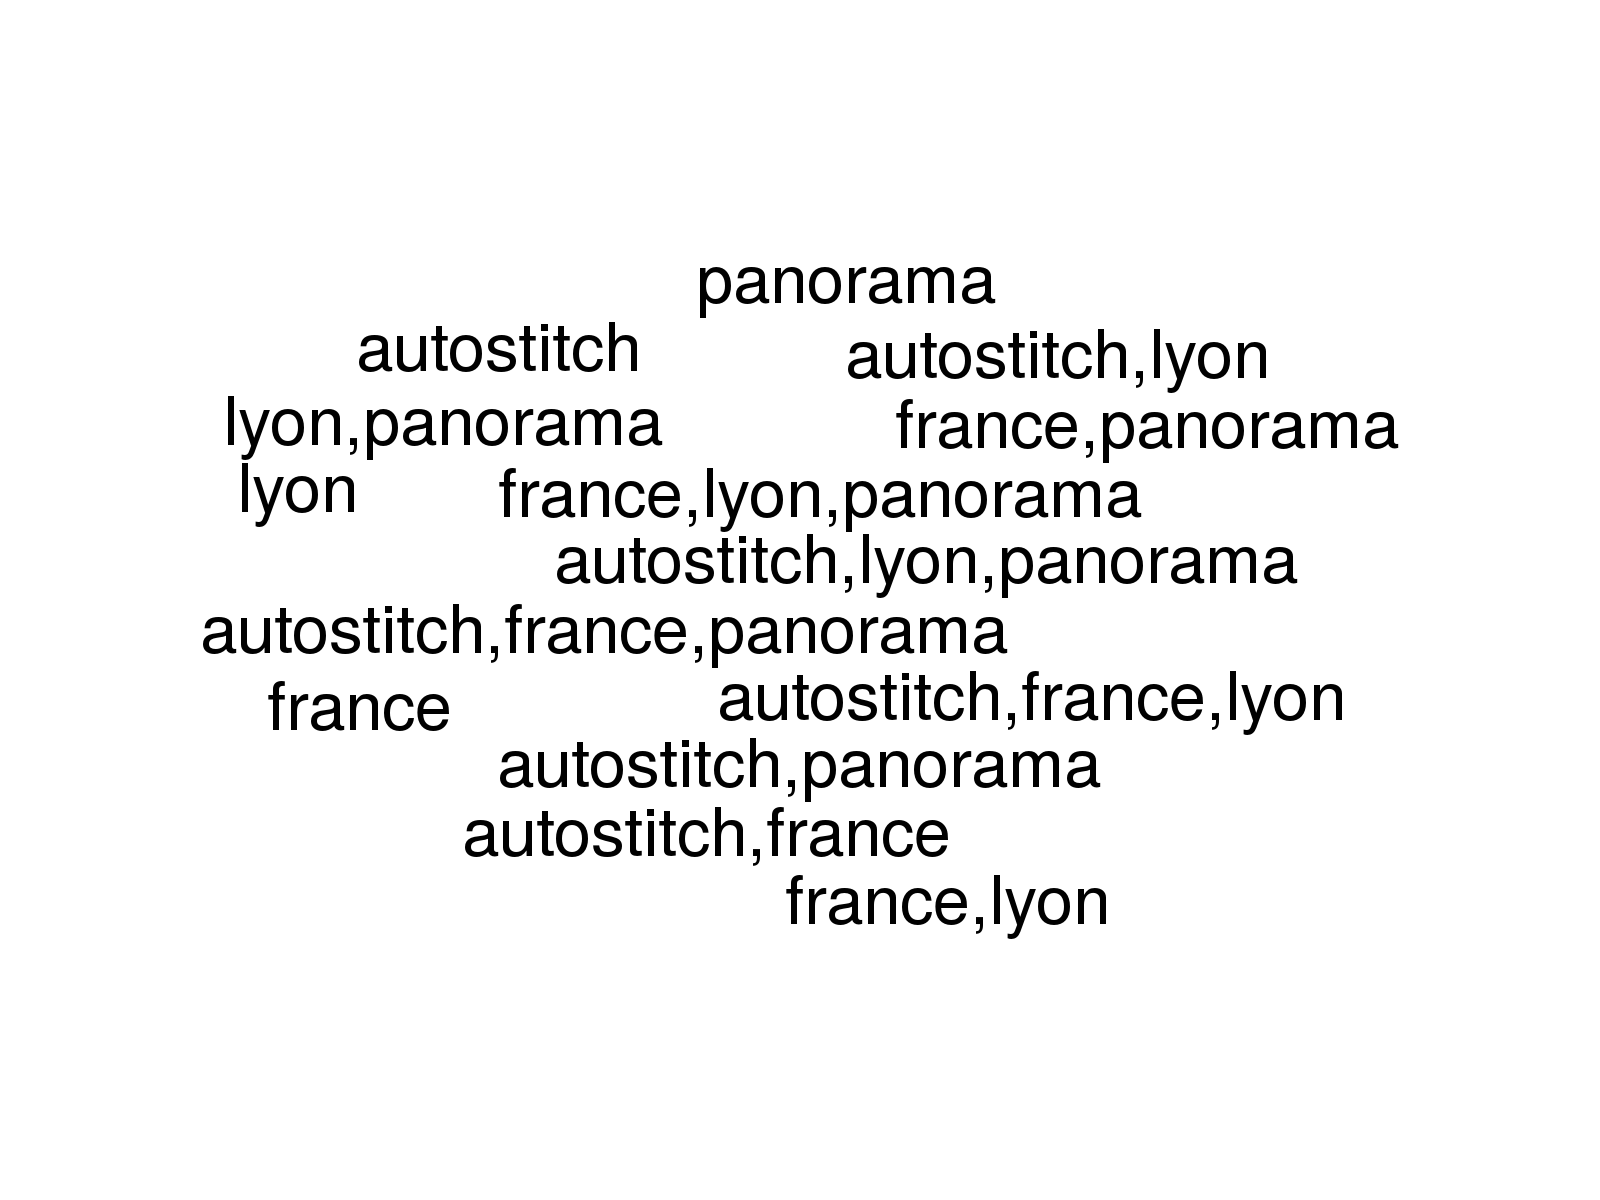 panorama
autostitch
autostitch,lyon
lyon,panorama
france,panorama
lyon
france,lyon,panorama
autostitch,lyon,panorama
autostitch,france,panorama
france
autostitch,france,lyon
autostitch,panorama
autostitch,france
france,lyon